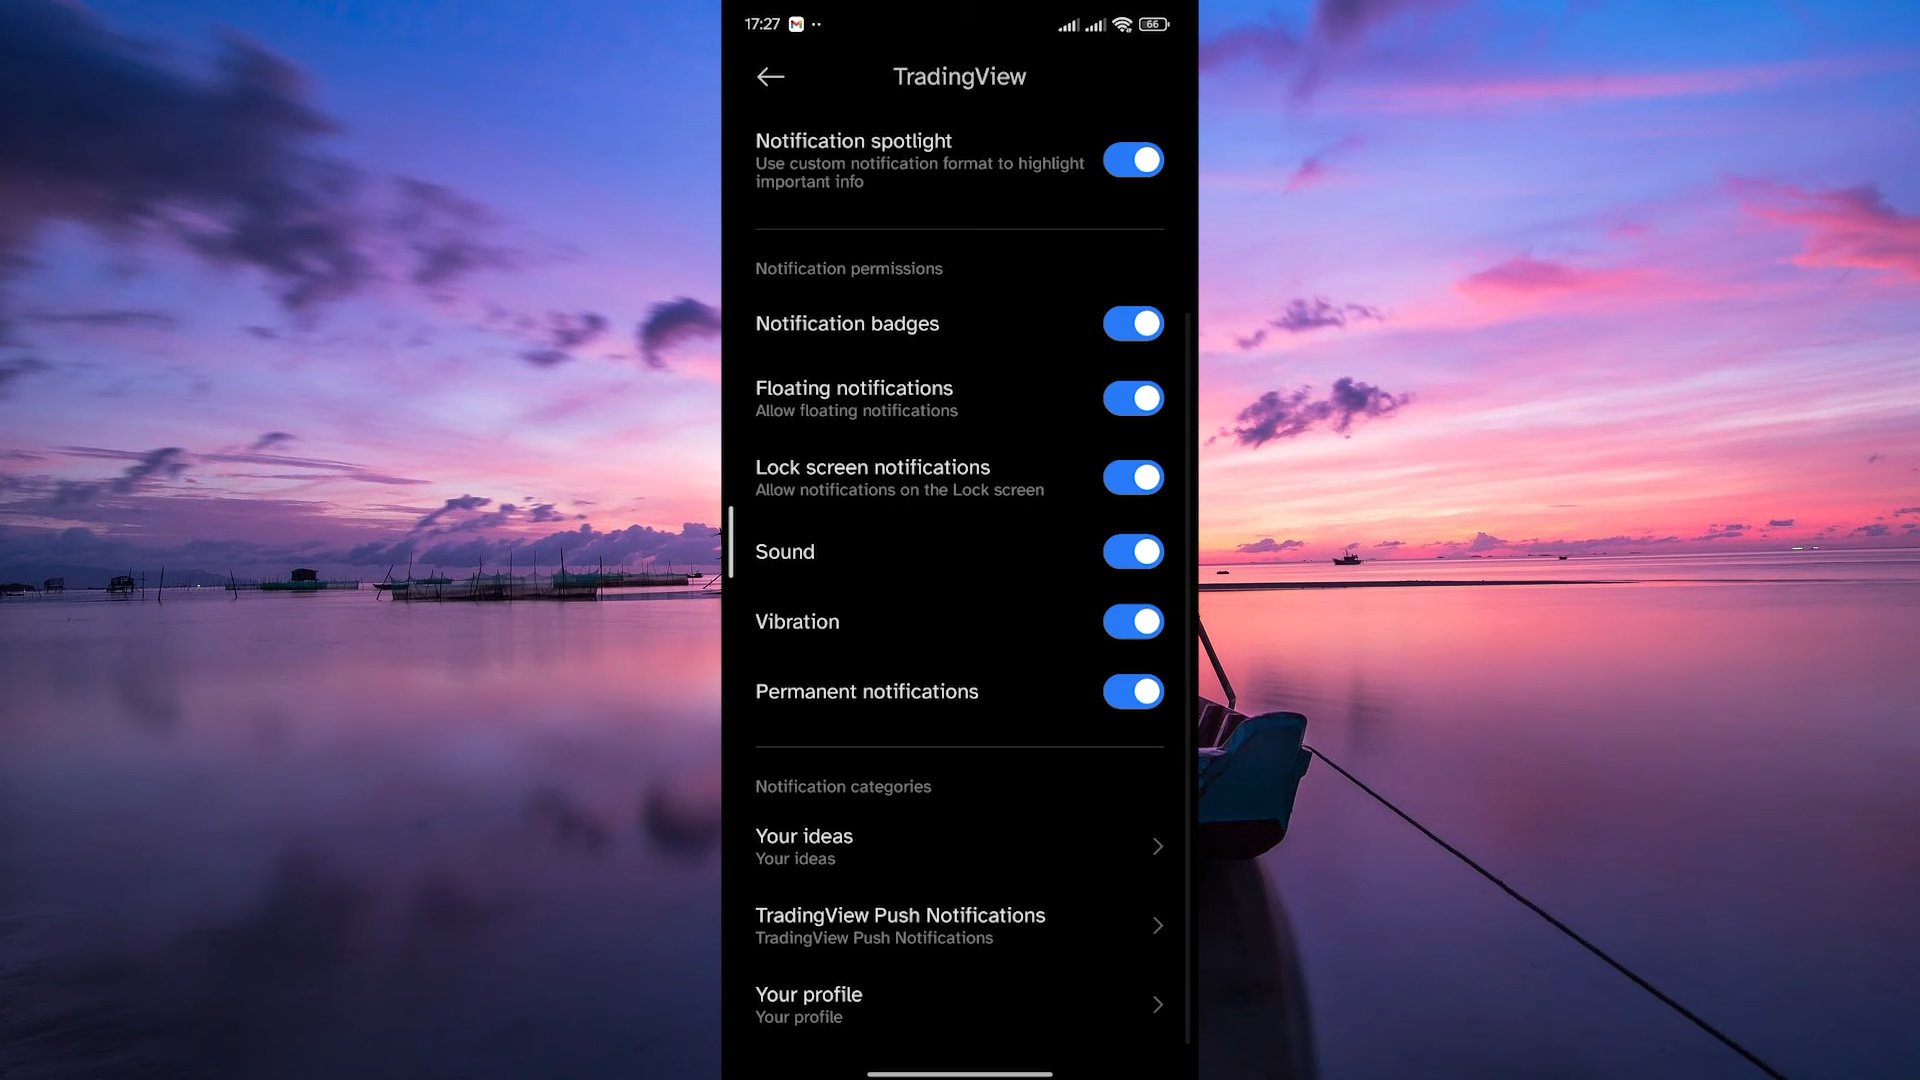 17:27
66
TradingView
Notification spotlight
Use custom notification format to highlight
important info
Notification permissions
Notification badges
Floating notifications
Allow floating notifications
Lock screen notifications
Allow notifications on the Lock screen
Sound
Vibration
Permanent notifications
Notification categories
Your ideas
Your ideas
TradingView Push Notifications
TradingView Push Notifications
Your profile
Your profile